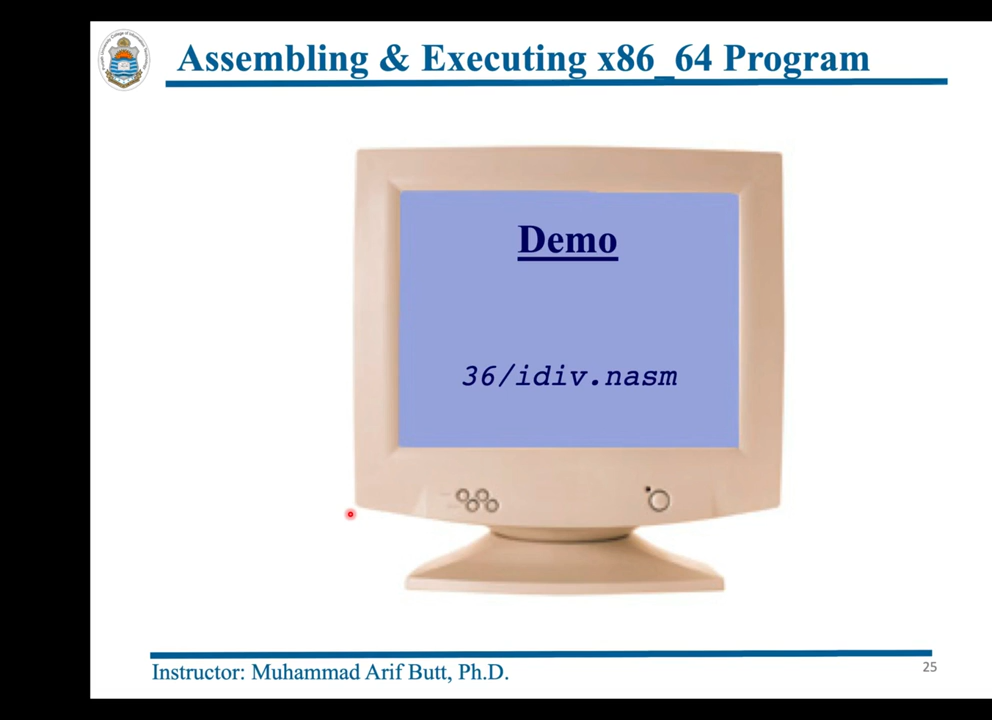 Assembling & Executing x86_64 Program
Demo
36/idiv.nasm
Instructor: Muhammad Arif Butt, Ph.D.
25